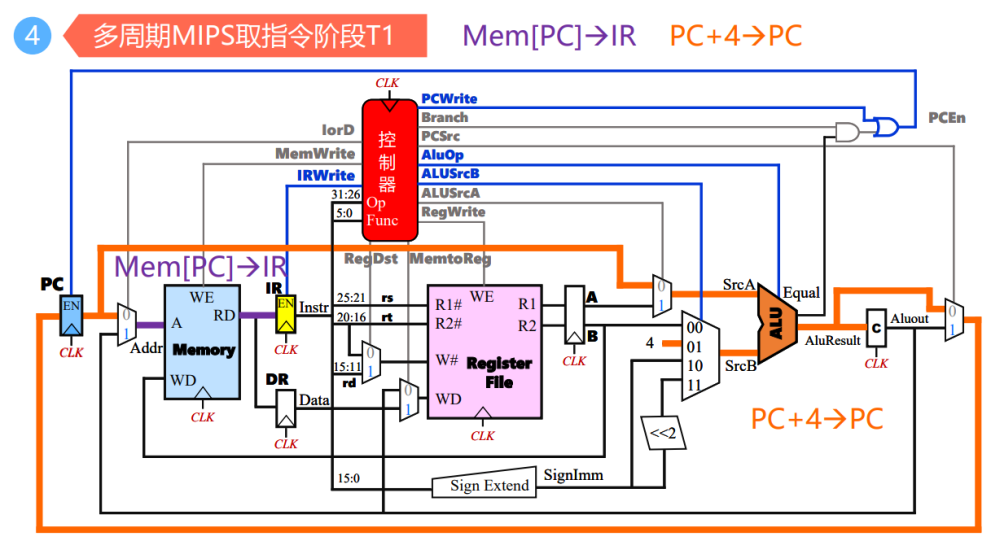 4 多周期MIPS取指令阶段T1 Mem[PC]→IR PC+4→PC
CLK
PCWrite
Branch
PCEn
IorD
PCSrc
MemWrite
控制器
AluOp
IRWrite
ALUSrcB
31:26
Op
ALUSrcA
5:0
Func
RegWrite
RegDst MemtoReg
Mem[PC]→IR
PC
EN
CLK
0
1
Addr
WE
A
RD
Memory
WD
CLK
IR
EN
Instr
CLK
DR
Data
CLK
25:21 rs
20:16 rt
15:11
rd
0
1
0
1
WE
R1# R1
R2# R2
W#
Register
File
WD
CLK
A
B
CLK
0
1
SrcA
4
00
01
10
11
SrcB
<<2
ALU
Equal
AluResult
C
CLK
Aluout
0
1
PC+4→PC
15:0
Sign Extend
SignImm